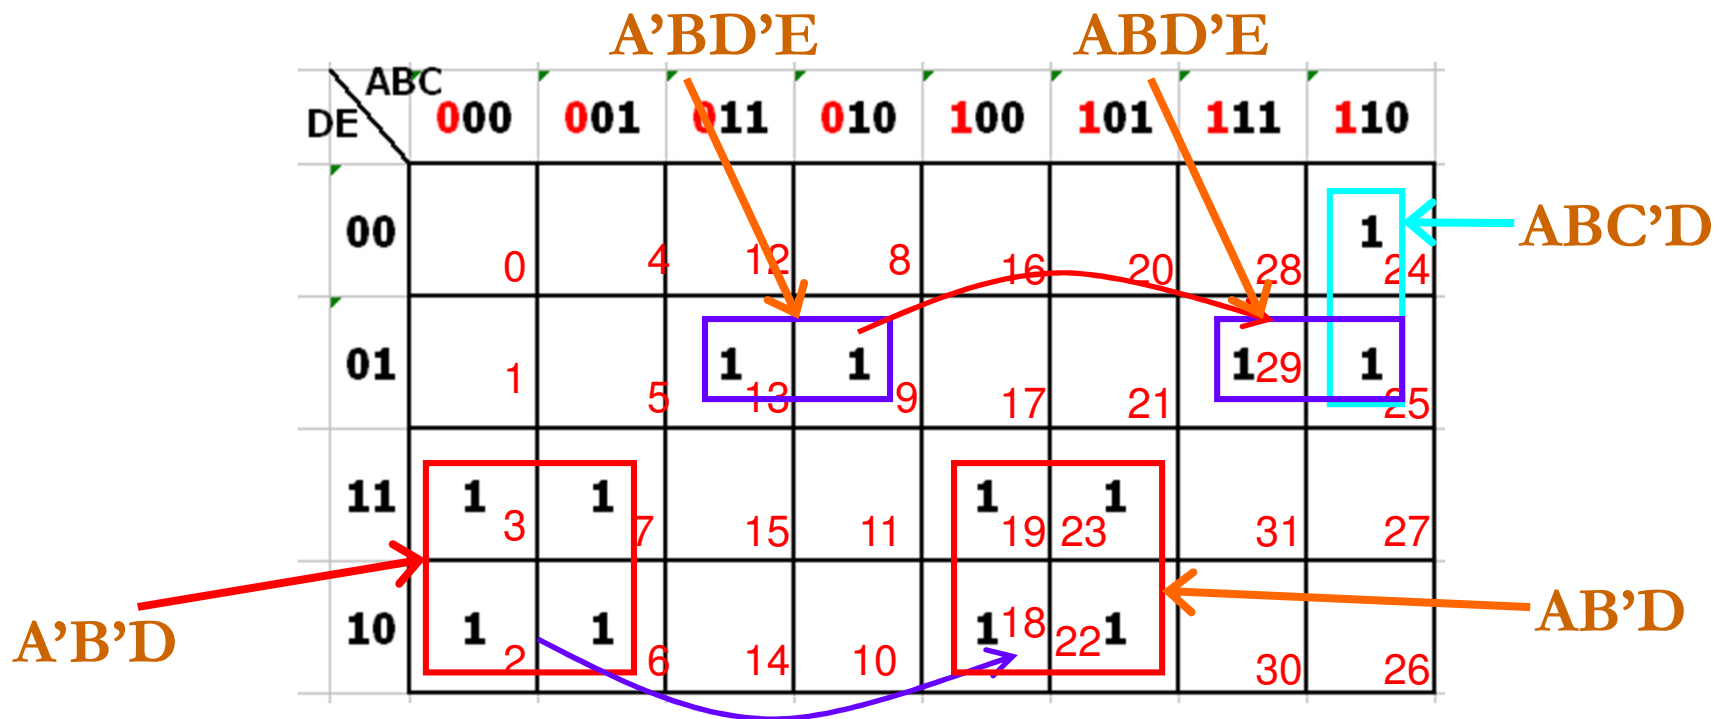 A’BD’E ABD’E
ABC
DE
000 001 011 010 100 101 111 110
00 1
0 4 12 8 16 20 28 24
ABC’D
01 1 1 1 1
1 5 13 9 17 21 29 25
11 1 1 1 1
3 7 15 11 19 23 31 27
10 1 1 1 1
2 6 14 10 18 22 30 26
A’B’D
AB’D